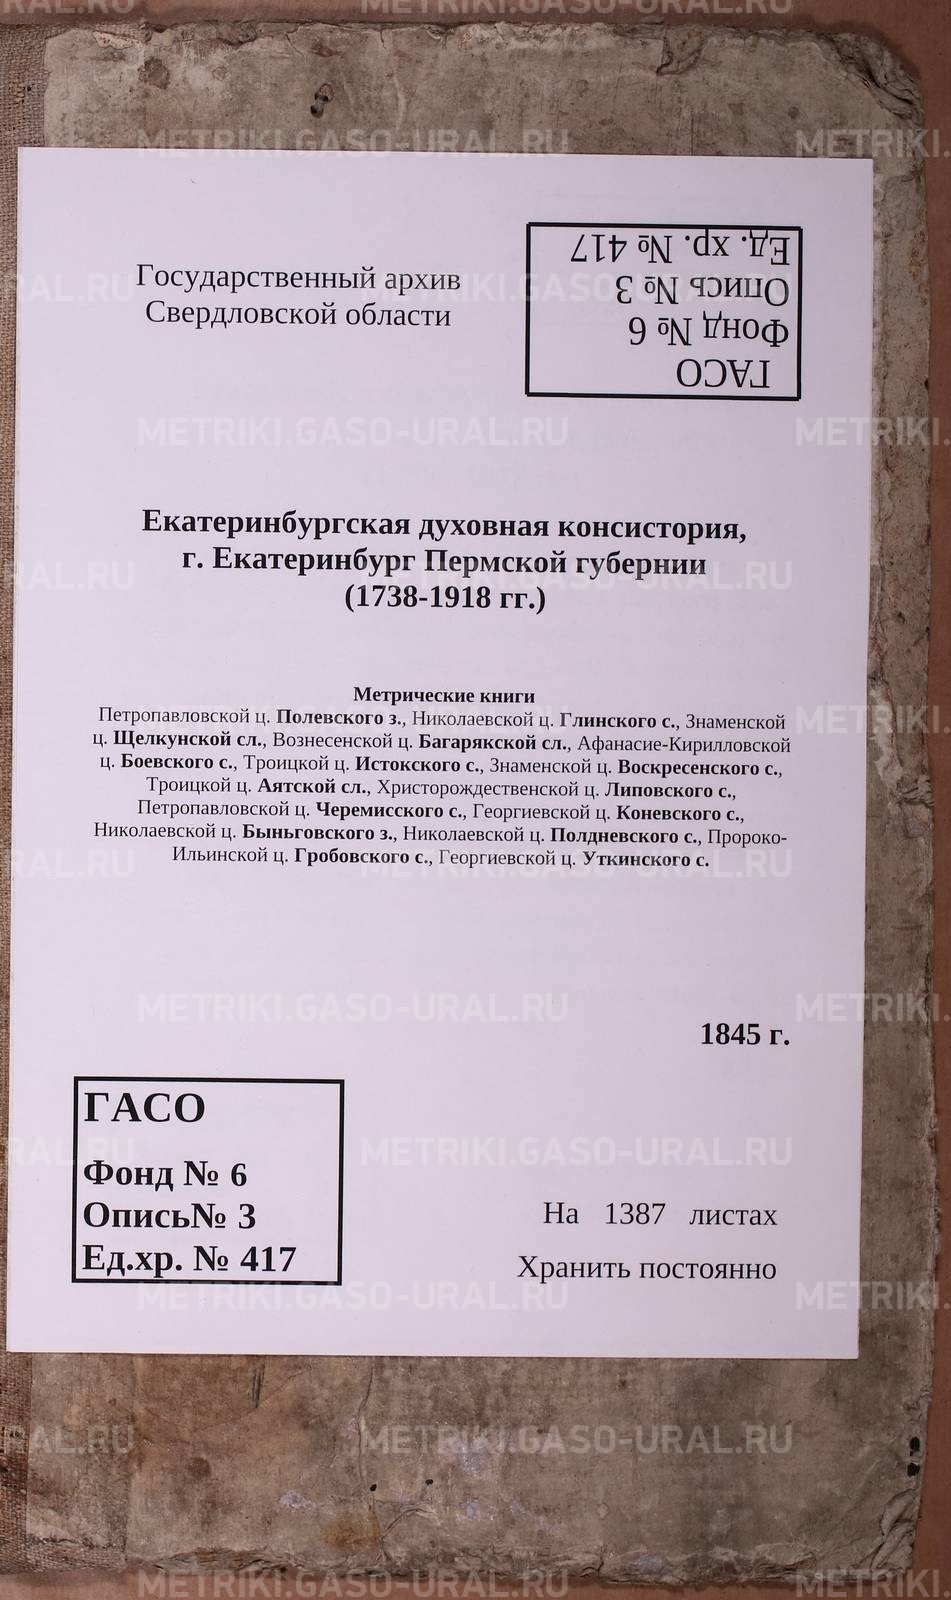 Государственный архив
Свердловской области
ГАСО
Фонд № 6
Опись № 3
Ед. хр. № 417
Екатеринбургская духовная консистория,
г. Екатеринбург Пермской губернии
(1738-1918 гг.)
Метрические книги
Петропавловской ц. Полевского з., Николаевской ц. Глинского с., Знаменской
ц. Щелкунской сл., Вознесенской ц. Багарякской сл., Афанасие-Кирилловской
ц. Боевского с., Троицкой ц. Истокского с., Знаменской ц. Воскресенского с.,
Троицкой ц. Аятской сл., Христорождественской ц. Липовского с.,
Петропавловской ц. Черемисского с., Георгиевской ц. Коневского с.,
Николаевской ц. Быньговского з., Николаевской ц. Полдневского с., Пророко-
Ильинской ц. Гробовского с., Георгиевской ц. Уткинского с.
1845 г.
ГАСО
Фонд № 6
Опись№ 3
Ед.хр. № 417
На 1387 листах
Хранить постоянно
METRIKI.GASO-URAL.RU